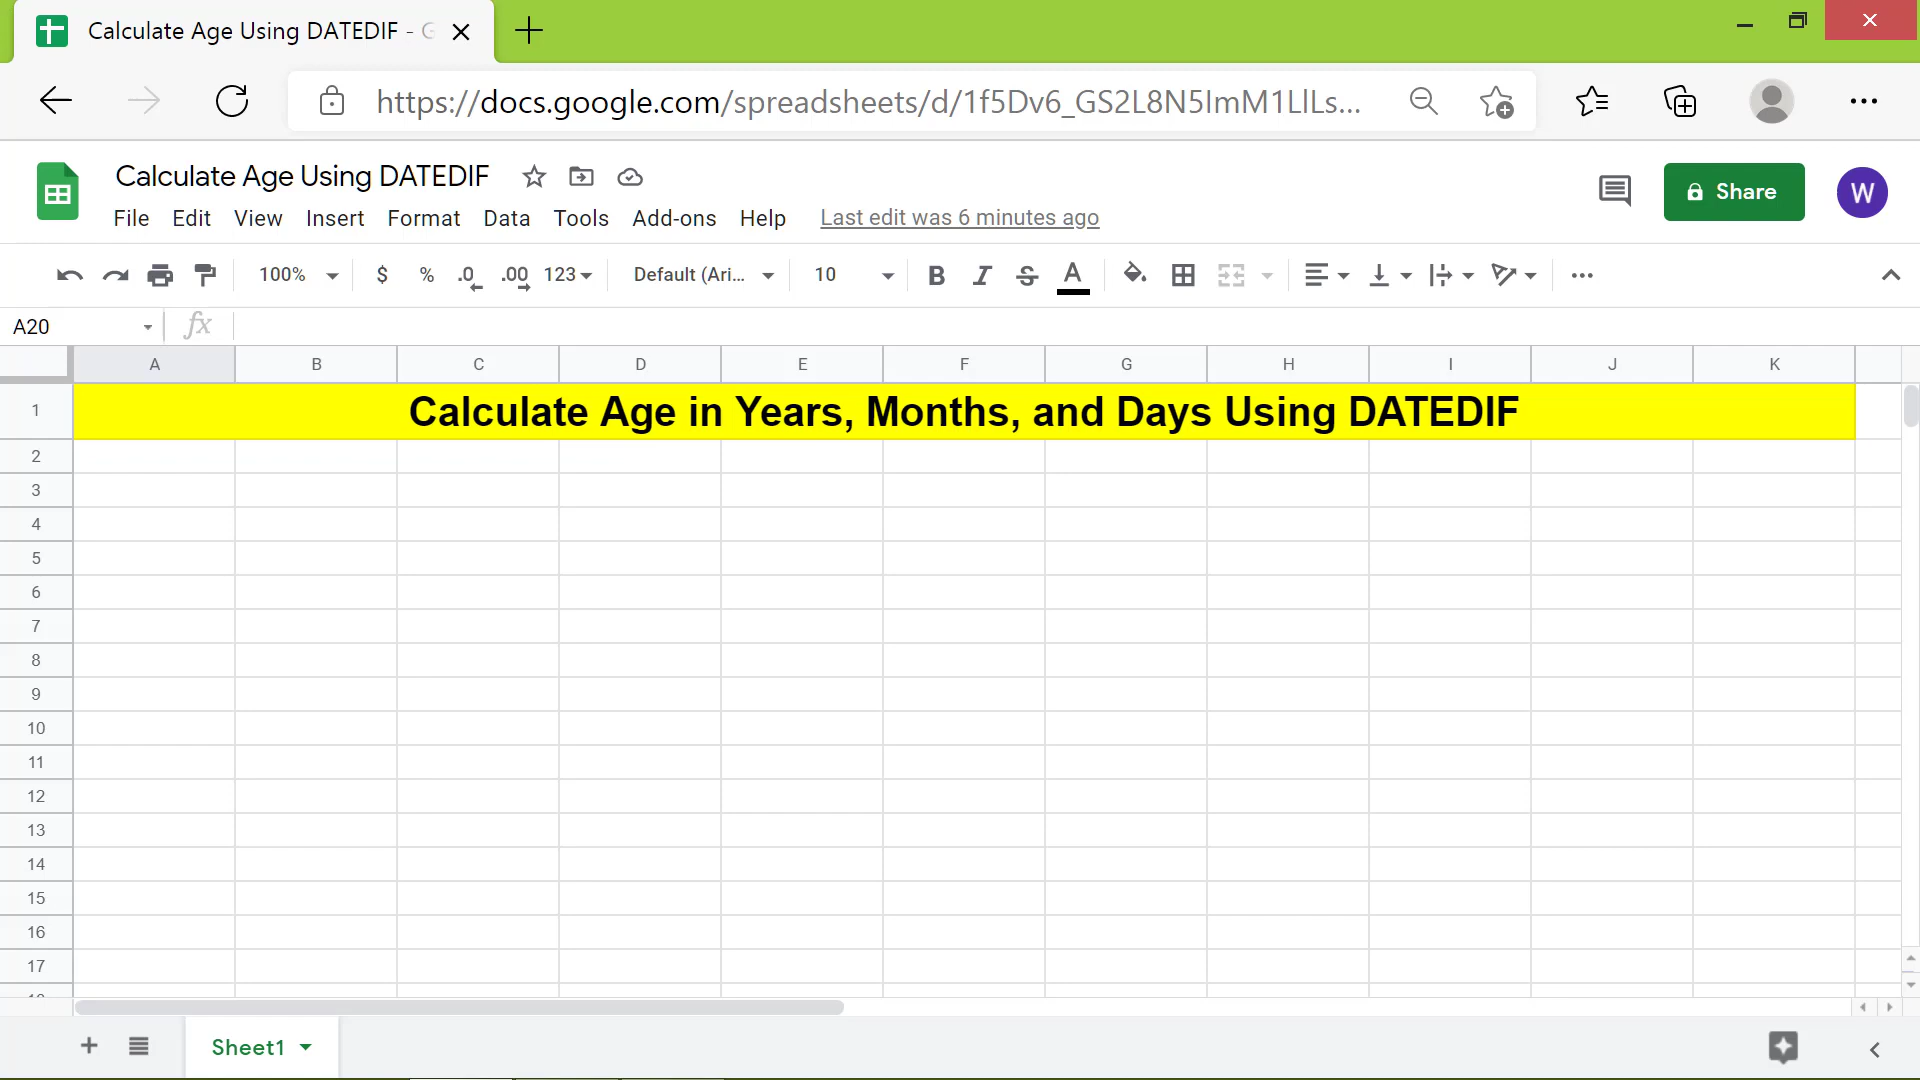 Calculate Age Using DATEDIF - G
https://docs.google.com/spreadsheets/d/1f5Dv6_GS2L8N5ImM1LlLs...
Calculate Age Using DATEDIF
Share
W
File Edit View Insert Format Data Tools Add-ons Help Last edit was 6 minutes ago
100% $ % .0 .00 123 Default (Ari... 10 B I S A
A20 fx
A B C D E F G H I J K
1 Calculate Age in Years, Months, and Days Using DATEDIF
2
3
4
5
6
7
8
9
10
11
12
13
14
15
16
17
Sheet1